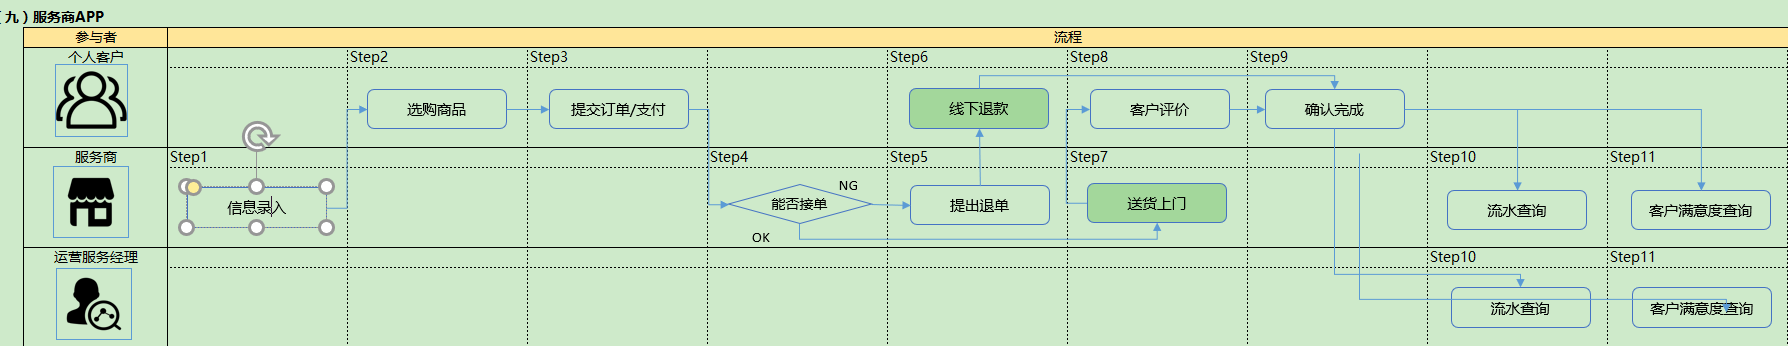 （九）服务商APP
参与者
流程
个人客户
Step2
Step3
Step6
Step8
Step9
选购商品
提交订单/支付
线下退款
客户评价
确认完成
服务商
Step1
Step4
Step5
Step7
Step10
Step11
信息录入
能否接单
NG
OK
提出退单
送货上门
流水查询
客户满意度查询
运营服务经理
Step10
Step11
流水查询
客户满意度查询